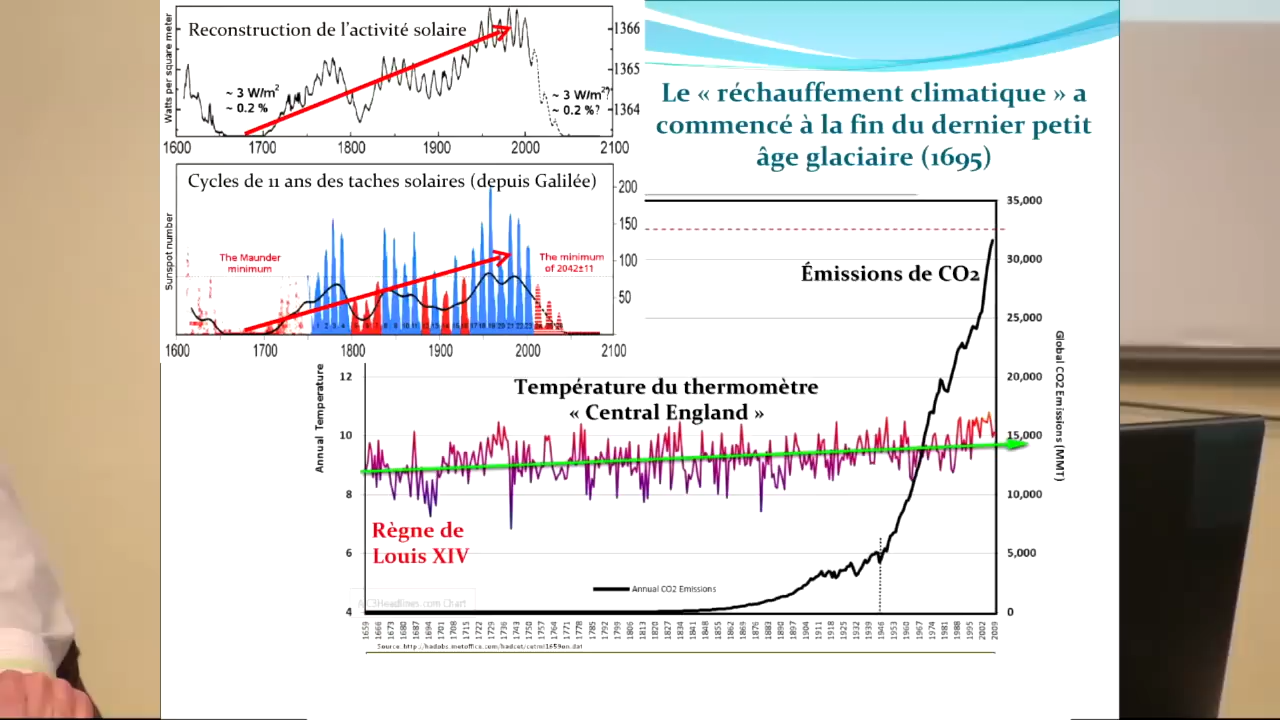 Reconstruction de l'activité solaire
Watts per square meter
1366
1365
1364
~ 3 W/m²
~ 0.2 %
~ 3 W/m²?
~ 0.2 %?
1600 1700 1800 1900 2000 2100
Cycles de 11 ans des taches solaires (depuis Galilée)
Sunspot number
200
150
100
50
The Maunder
minimum
The minimum
of 2042±11
1600 1700 1800 1900 2000 2100
Le « réchauffement climatique » a
commencé à la fin du dernier petit
âge glaciaire (1695)
35,000
30,000
25,000
20,000
15,000
10,000
5,000
0
Global CO2 Emissions (MMT)
Émissions de CO2
Température du thermomètre
« Central England »
Annual Temperature
12
10
8
6
4
Règne de
Louis XIV
Annual CO2 Emissions
C3Headlines.com Chart
1659 1666 1673 1680 1687 1694 1701 1708 1715 1722 1729 1736 1743 1750 1757 1764 1771 1778 1785 1792 1799 1806 1813 1820 1827 1834 1841 1848 1855 1862 1869 1876 1883 1890 1897 1904 1911 1918 1925 1932 1939 1946 1953 1960 1967 1974 1981 1988 1995 2002 2009
Source: http://hadobs.metoffice.com/hadcet/cetml1659on.dat